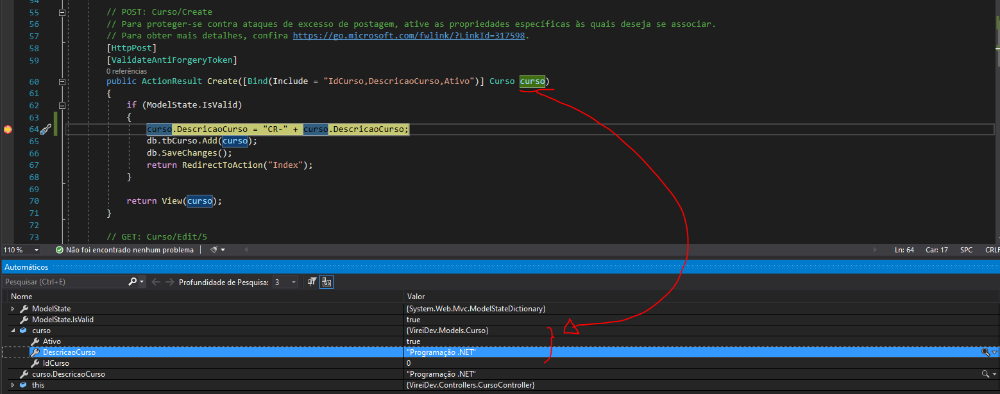 54
55 // POST: Curso/Create
56 // Para proteger-se contra ataques de excesso de postagem, ative as propriedades específicas às quais deseja se associar.
57 // Para obter mais detalhes, confira https://go.microsoft.com/fwlink/?LinkId=317598.
58 [HttpPost]
59 [ValidateAntiForgeryToken]
0 referências
60 public ActionResult Create([Bind(Include = "IdCurso,DescricaoCurso,Ativo")] Curso curso)
61 {
62 if (ModelState.IsValid)
63 {
64 curso.DescricaoCurso = "CR-" + curso.DescricaoCurso;
65 db.tbCurso.Add(curso);
66 db.SaveChanges();
67 return RedirectToAction("Index");
68 }
69
70 return View(curso);
71 }
72
73 // GET: Curso/Edit/5
110 % Não foi encontrado nenhum problema Ln: 64 Car: 17 SPC CRLF
Automáticos
Pesquisar (Ctrl+E) Profundidade de Pesquisa: 3
Nome Valor
ModelState {System.Web.Mvc.ModelStateDictionary}
ModelState.IsValid true
curso {VireiDev.Models.Curso}
Ativo true
DescricaoCurso "Programação .NET"
IdCurso 0
curso.DescricaoCurso "Programação .NET"
this {VireiDev.Controllers.CursoController}